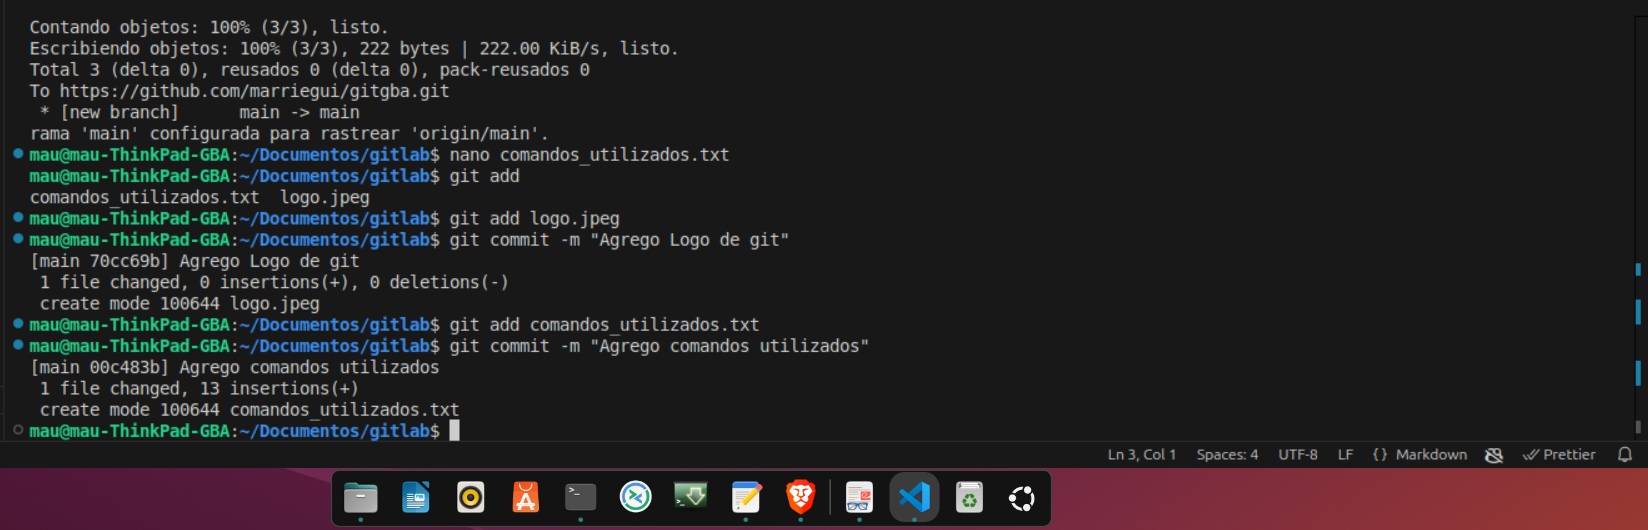 Contando objetos: 100% (3/3), listo.
Escribiendo objetos: 100% (3/3), 222 bytes | 222.00 KiB/s, listo.
Total 3 (delta 0), reusados 0 (delta 0), pack-reusados 0
To https://github.com/marriegui/gitgba.git
 * [new branch]      main -> main
rama 'main' configurada para rastrear 'origin/main'.
mau@mau-ThinkPad-GBA:~/Documentos/gitlab$ nano comandos_utilizados.txt
mau@mau-ThinkPad-GBA:~/Documentos/gitlab$ git add
comandos_utilizados.txt  logo.jpeg
mau@mau-ThinkPad-GBA:~/Documentos/gitlab$ git add logo.jpeg
mau@mau-ThinkPad-GBA:~/Documentos/gitlab$ git commit -m "Agrego Logo de git"
[main 70cc69b] Agrego Logo de git
 1 file changed, 0 insertions(+), 0 deletions(-)
 create mode 100644 logo.jpeg
mau@mau-ThinkPad-GBA:~/Documentos/gitlab$ git add comandos_utilizados.txt
mau@mau-ThinkPad-GBA:~/Documentos/gitlab$ git commit -m "Agrego comandos utilizados"
[main 00c483b] Agrego comandos utilizados
 1 file changed, 13 insertions(+)
 create mode 100644 comandos_utilizados.txt
mau@mau-ThinkPad-GBA:~/Documentos/gitlab$
Ln 3, Col 1 Spaces: 4 UTF-8 LF {} Markdown Prettier